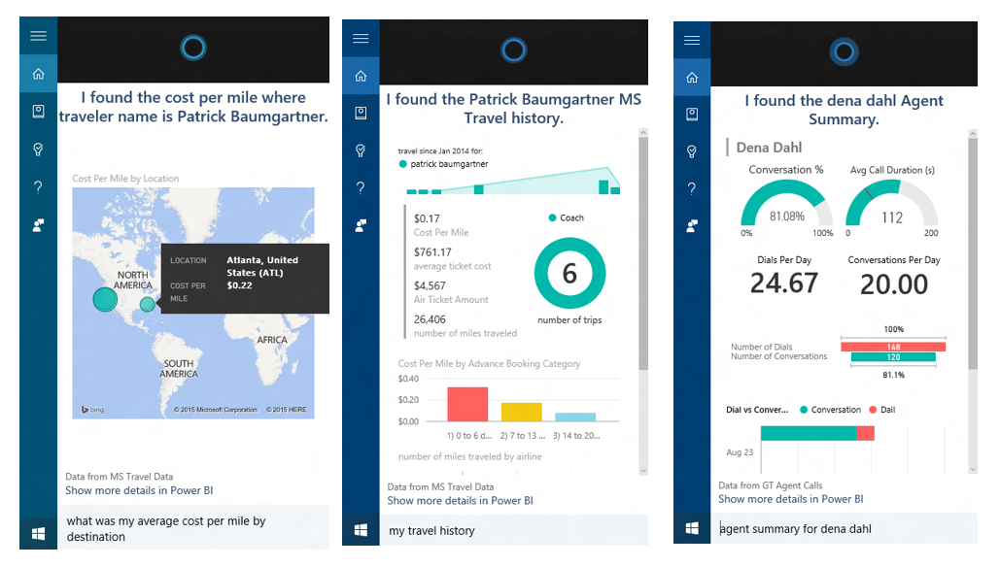 I found the cost per mile where
traveler name is Patrick Baumgartner.
Cost Per Mile by Location
NORTH
AMERICA
LOCATION Atlanta, United
States (ATL)
COST PER $0.22
MILE
AFRICA
SOUTH
AMERICA
bing © 2015 Microsoft Corporation © 2015 HERE
Data from MS Travel Data
Show more details in Power BI
what was my average cost per mile by
destination
I found the Patrick Baumgartner MS
Travel history.
travel since Jan 2014 for:
patrick baumgartner
$0.17
Cost Per Mile
$761.17
average ticket cost
$4,567
Air Ticket Amount
26,406
number of miles traveled
Coach
6
number of trips
Cost Per Mile by Advance Booking Category
$0.40
$0.20
$0.00
1) 0 to 6 d... 2) 7 to 13 ... 3) 14 to 20...
number of miles traveled by airline
Data from MS Travel Data
Show more details in Power BI
my travel history
I found the dena dahl Agent
Summary.
Dena Dahl
Conversation %
81.08%
0% 100%
Avg Call Duration (s)
112
0 200
Dials Per Day
24.67
Conversations Per Day
20.00
100%
Number of Dials 148
Number of Conversations 120
81.1%
Dial vs Conver... Conversation Dail
Aug 23
Data from GT Agent Calls
Show more details in Power BI
agent summary for dena dahl